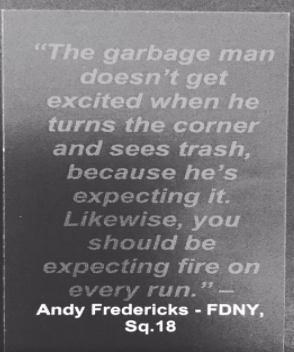 “The garbage man
doesn’t get
excited when he
turns the corner
and sees trash,
because he’s
expecting it.
Likewise, you
should be
expecting fire on
every run.” –
Andy Fredericks - FDNY,
Sq.18